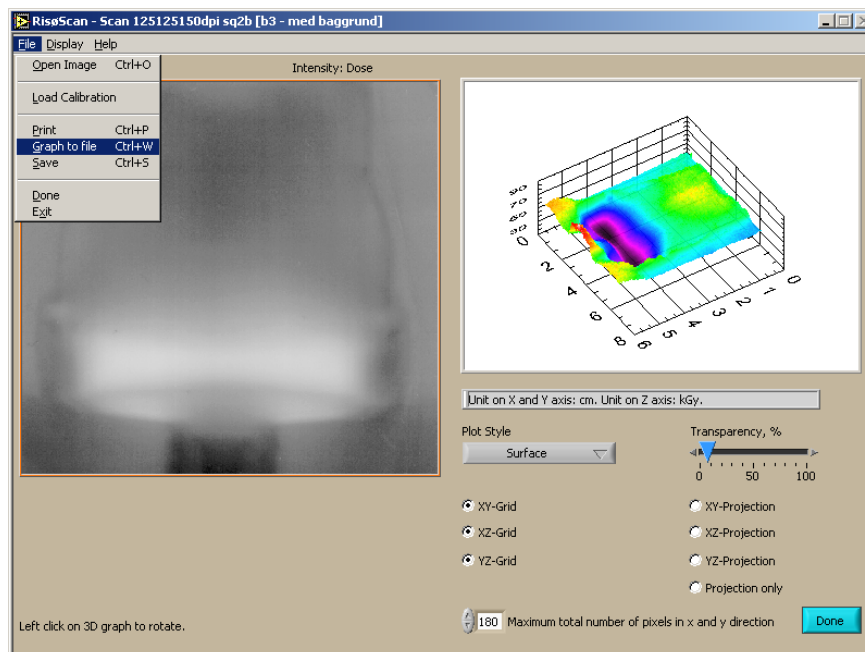 RisøScan - Scan 125125150dpi sq2b [b3 - med baggrund]
File Display Help
Open Image Ctrl+O
Load Calibration
Print Ctrl+P
Graph to file Ctrl+W
Save Ctrl+S
Done
Exit
Intensity: Dose
90
70
60
50
0
2
4
6
8
6
5
4
3
2
1
0
Unit on X and Y axis: cm. Unit on Z axis: kGy.
Plot Style
Surface
Transparency, %
0 50 100
XY-Grid
XZ-Grid
YZ-Grid
XY-Projection
XZ-Projection
YZ-Projection
Projection only
Left click on 3D graph to rotate.
180 Maximum total number of pixels in x and y direction
Done